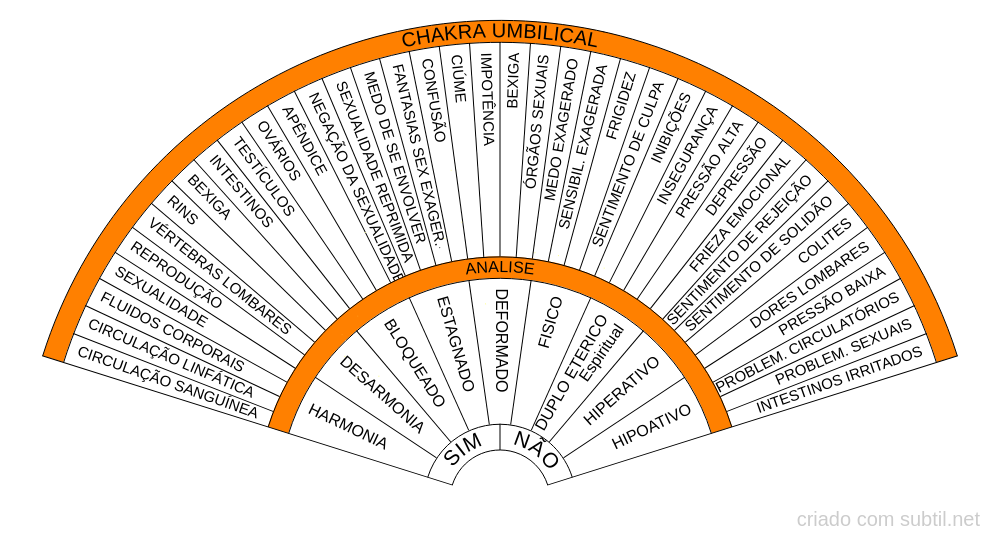 CHAKRA UMBILICAL
CIRCULAÇÃO SANGUÍNEA
CIRCULAÇÃO LINFÁTICA
FLUIDOS CORPORAIS
SEXUALIDADE
REPRODUÇÃO
VÉRTEBRAS LOMBARES
RINS
BEXIGA
INTESTINOS
TESTÍCULOS
OVÁRIOS
APÊNDICE
NEGAÇÃO DA SEXUALIDADE
SEXUALIDADE REPRIMIDA
MEDO DE SE ENVOLVER
FANTASIAS SEX EXAGER.
CONFUSÃO
CIÚME
IMPOTÊNCIA
BEXIGA
ÓRGÃOS SEXUAIS
MEDO EXAGERADO
SENSIBIL. EXAGERADA
FRIGIDEZ
SENTIMENTO DE CULPA
INIBIÇÕES
INSEGURANÇA
PRESSÃO ALTA
DEPRESSÃO
FRIEZA EMOCIONAL
SENTIMENTO DE REJEIÇÃO
SENTIMENTO DE SOLIDÃO
COLITES
DORES LOMBARES
PRESSÃO BAIXA
PROBLEM. CIRCULATÓRIOS
PROBLEM. SEXUAIS
INTESTINOS IRRITADOS
ANALISE
HARMONIA
DESARMONIA
BLOQUEADO
ESTAGNADO
DEFORMADO
FISICO
DUPLO ETERICO
Espiritual
HIPERATIVO
HIPOATIVO
SIM
NÃO
criado com subtil.net